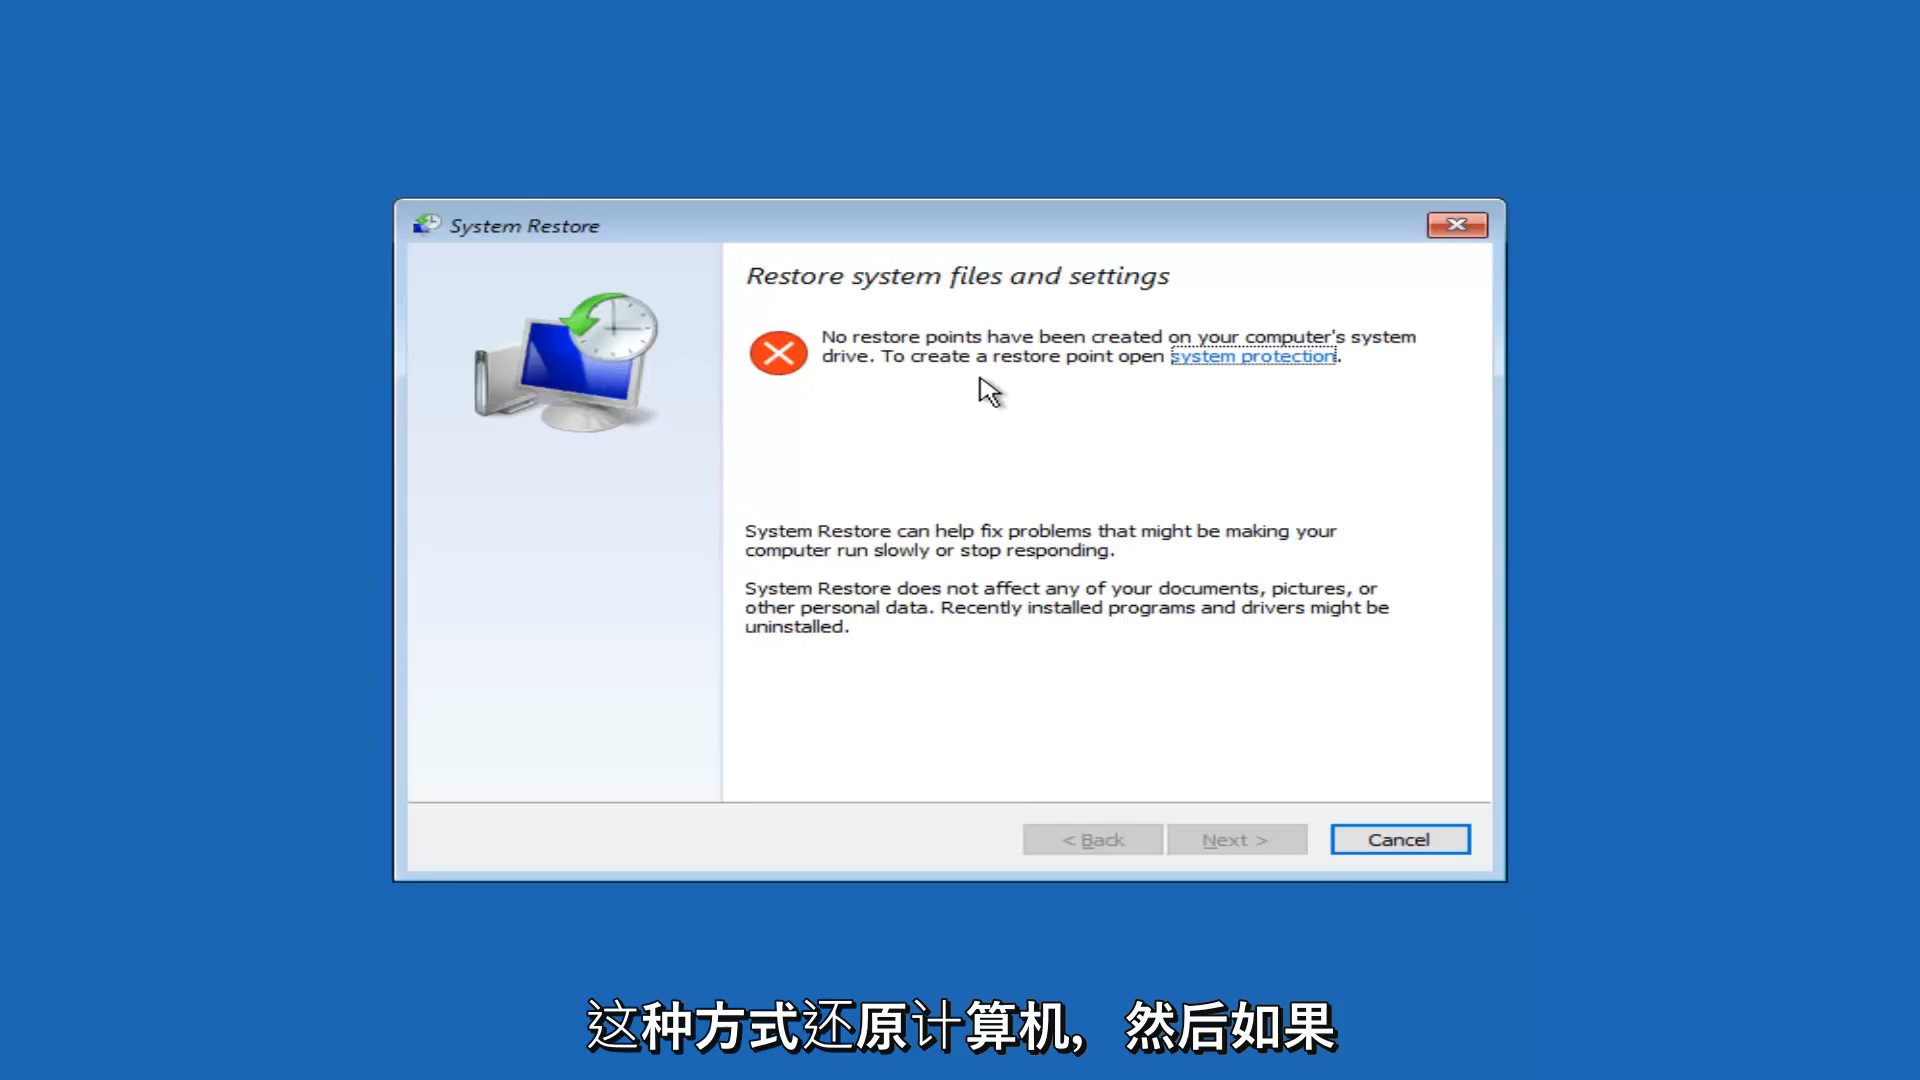 System Restore
Restore system files and settings
No restore points have been created on your computer's system
drive. To create a restore point open system protection.
System Restore can help fix problems that might be making your
computer run slowly or stop responding.
System Restore does not affect any of your documents, pictures, or
other personal data. Recently installed programs and drivers might be
uninstalled.
< Back
Next >
Cancel
这种方式还原计算机，然后如果